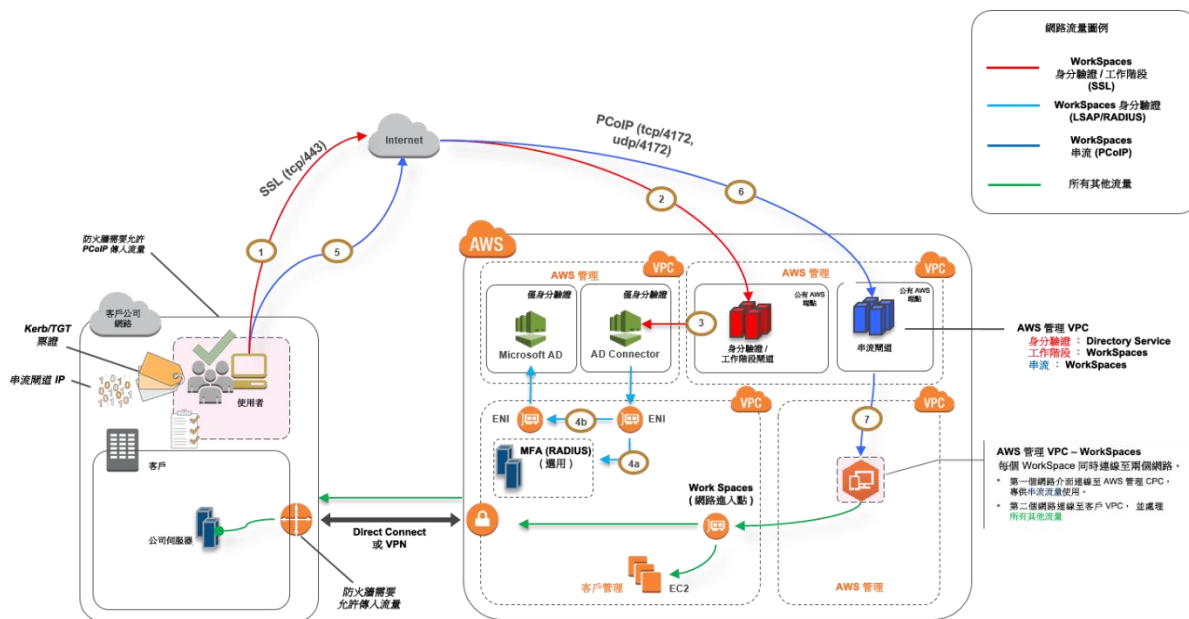 網路流量圖例
WorkSpaces
身分驗證 / 工作階段
(SSL)
WorkSpaces 身分驗證
(LSAP/RADIUS)
WorkSpaces
串流 (PCoIP)
所有其他流量
Internet
SSL (tcp/443)
PCoIP (tcp/4172,
udp/4172)
1
5
2
6
防火牆需要允許
PCoIP 傳入流量
客戶公司
網路
Kerb/TGT
票證
串流閘道 IP
使用者
客戶
公司伺服器
防火牆需要
允許傳入流量
Direct Connect
或 VPN
AWS
AWS 管理
VPC
僅身分驗證
Microsoft AD
僅身分驗證
AD Connector
3
AWS 管理
VPC
公有 AWS
端點
身分驗證 /
工作階段閘道
公有 AWS
端點
串流閘道
AWS 管理 VPC
身分驗證 : Directory Service
工作階段 : WorkSpaces
串流 : WorkSpaces
VPC
ENI
4b
ENI
4a
MFA (RADIUS)
( 選用 )
Work Spaces
( 網路進入點 )
EC2
客戶管理
VPC
7
AWS 管理
AWS 管理 VPC – WorkSpaces
每個 WorkSpace 同時連線至兩個網路。
• 第一個網路介面連線至 AWS 管理 CPC，
專供串流流量使用。
• 第二個網路連線至客戶 VPC， 並處理
所有其他流量